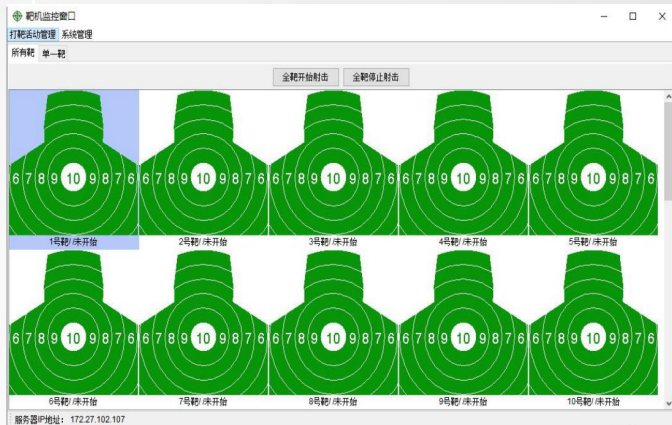 靶机监控窗口
打靶活动管理 系统管理
所有靶 单一靶
全靶开始射击 全靶停止射击
6 7 8 9 10 9 8 7 6 6 7 8 9 10 9 8 7 6 6 7 8 9 10 9 8 7 6 6 7 8 9 10 9 8 7 6 6 7 8 9 10 9 8 7 6
1号靶/ /未开始 2号靶/ /未开始 3号靶/ /未开始 4号靶/ /未开始 5号靶/ /未开始
6 7 8 9 10 9 8 7 6 6 7 8 9 10 9 8 7 6 6 7 8 9 10 9 8 7 6 6 7 8 9 10 9 8 7 6 6 7 8 9 10 9 8 7 6
6号靶/ /未开始 7号靶/ /未开始 8号靶/ /未开始 9号靶/ /未开始 10号靶/ /未开始
服务器IP地址： 172.27.102.107